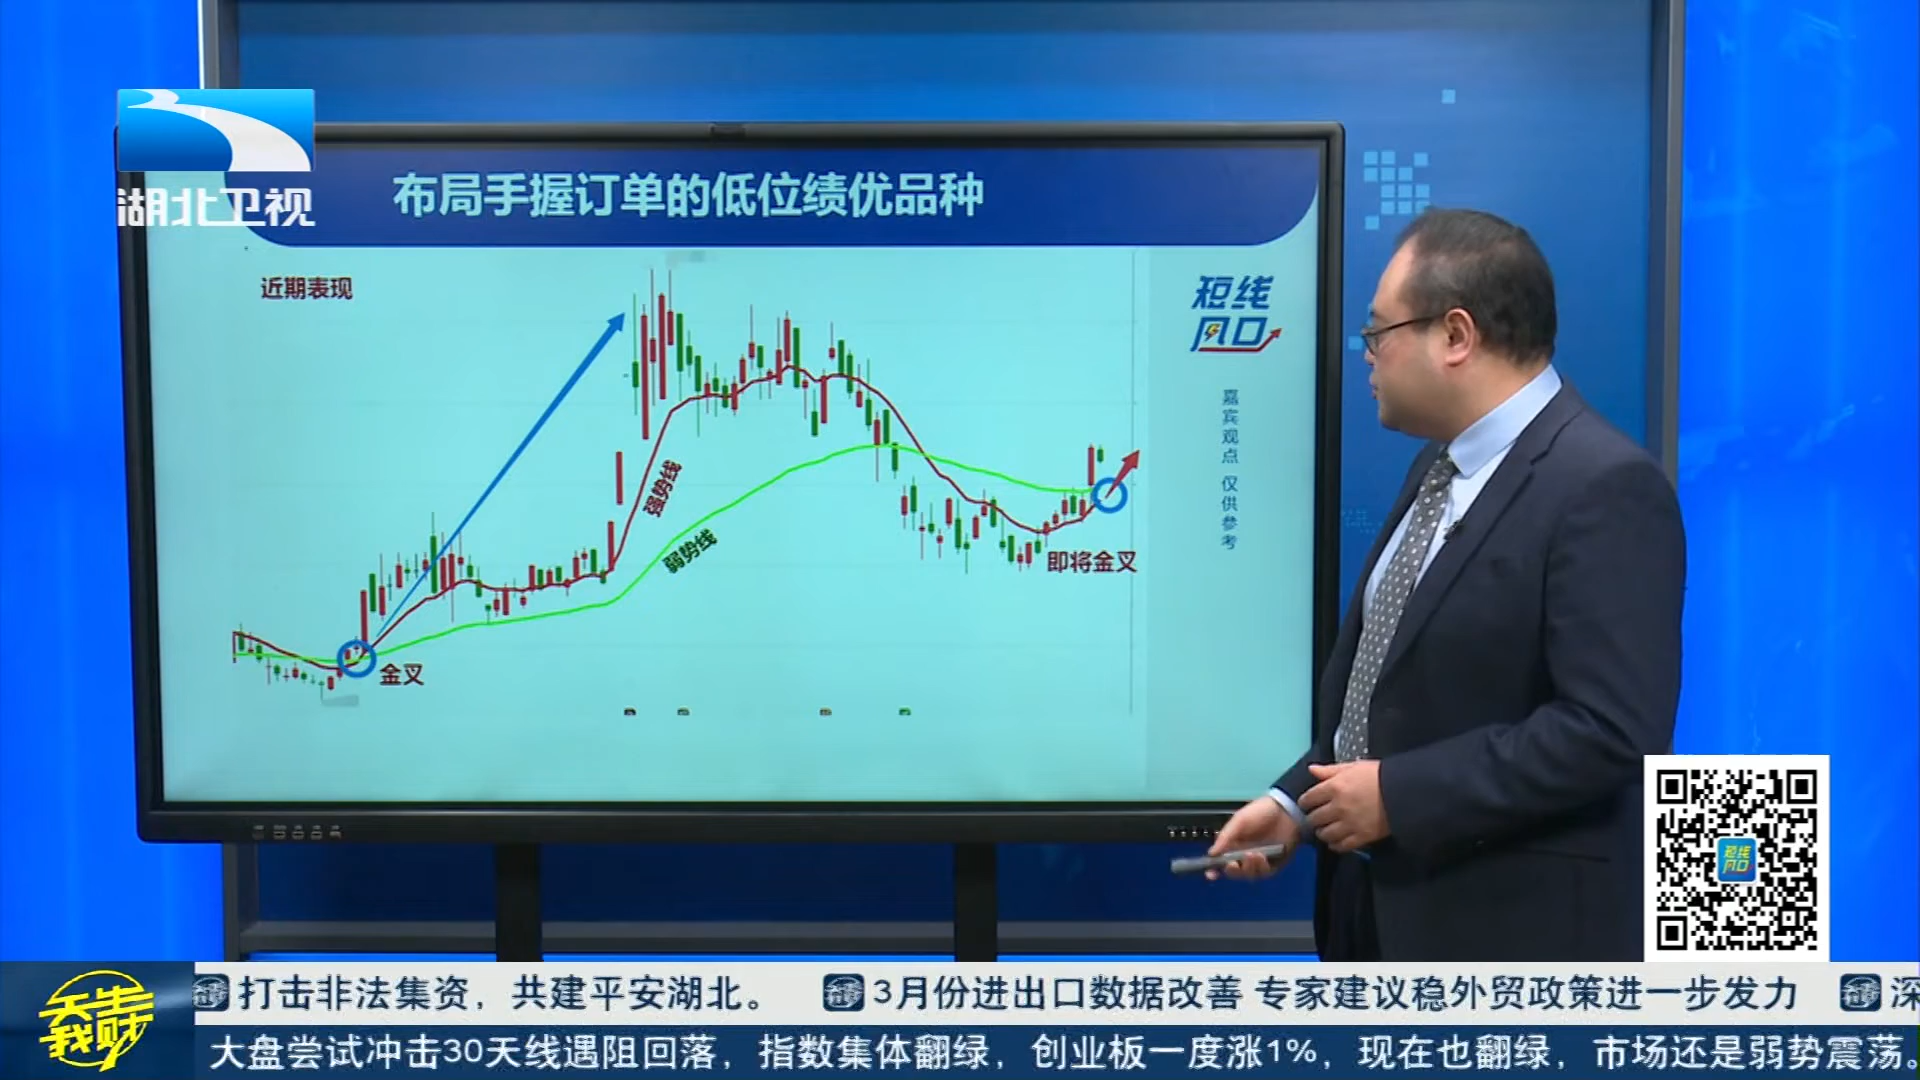 湖北卫视
布局手握订单的低位绩优品种
近期表现
短线
风口
嘉宾观点 仅供参考
强势线
弱势线
即将金叉
金叉
短线
风口
天生我财
打击非法集资，共建平安湖北。
3月份进出口数据改善 专家建议稳外贸政策进一步发力
深
大盘尝试冲击30天线遇阻回落，指数集体翻绿，创业板一度涨1%，现在也翻绿，市场还是弱势震荡。